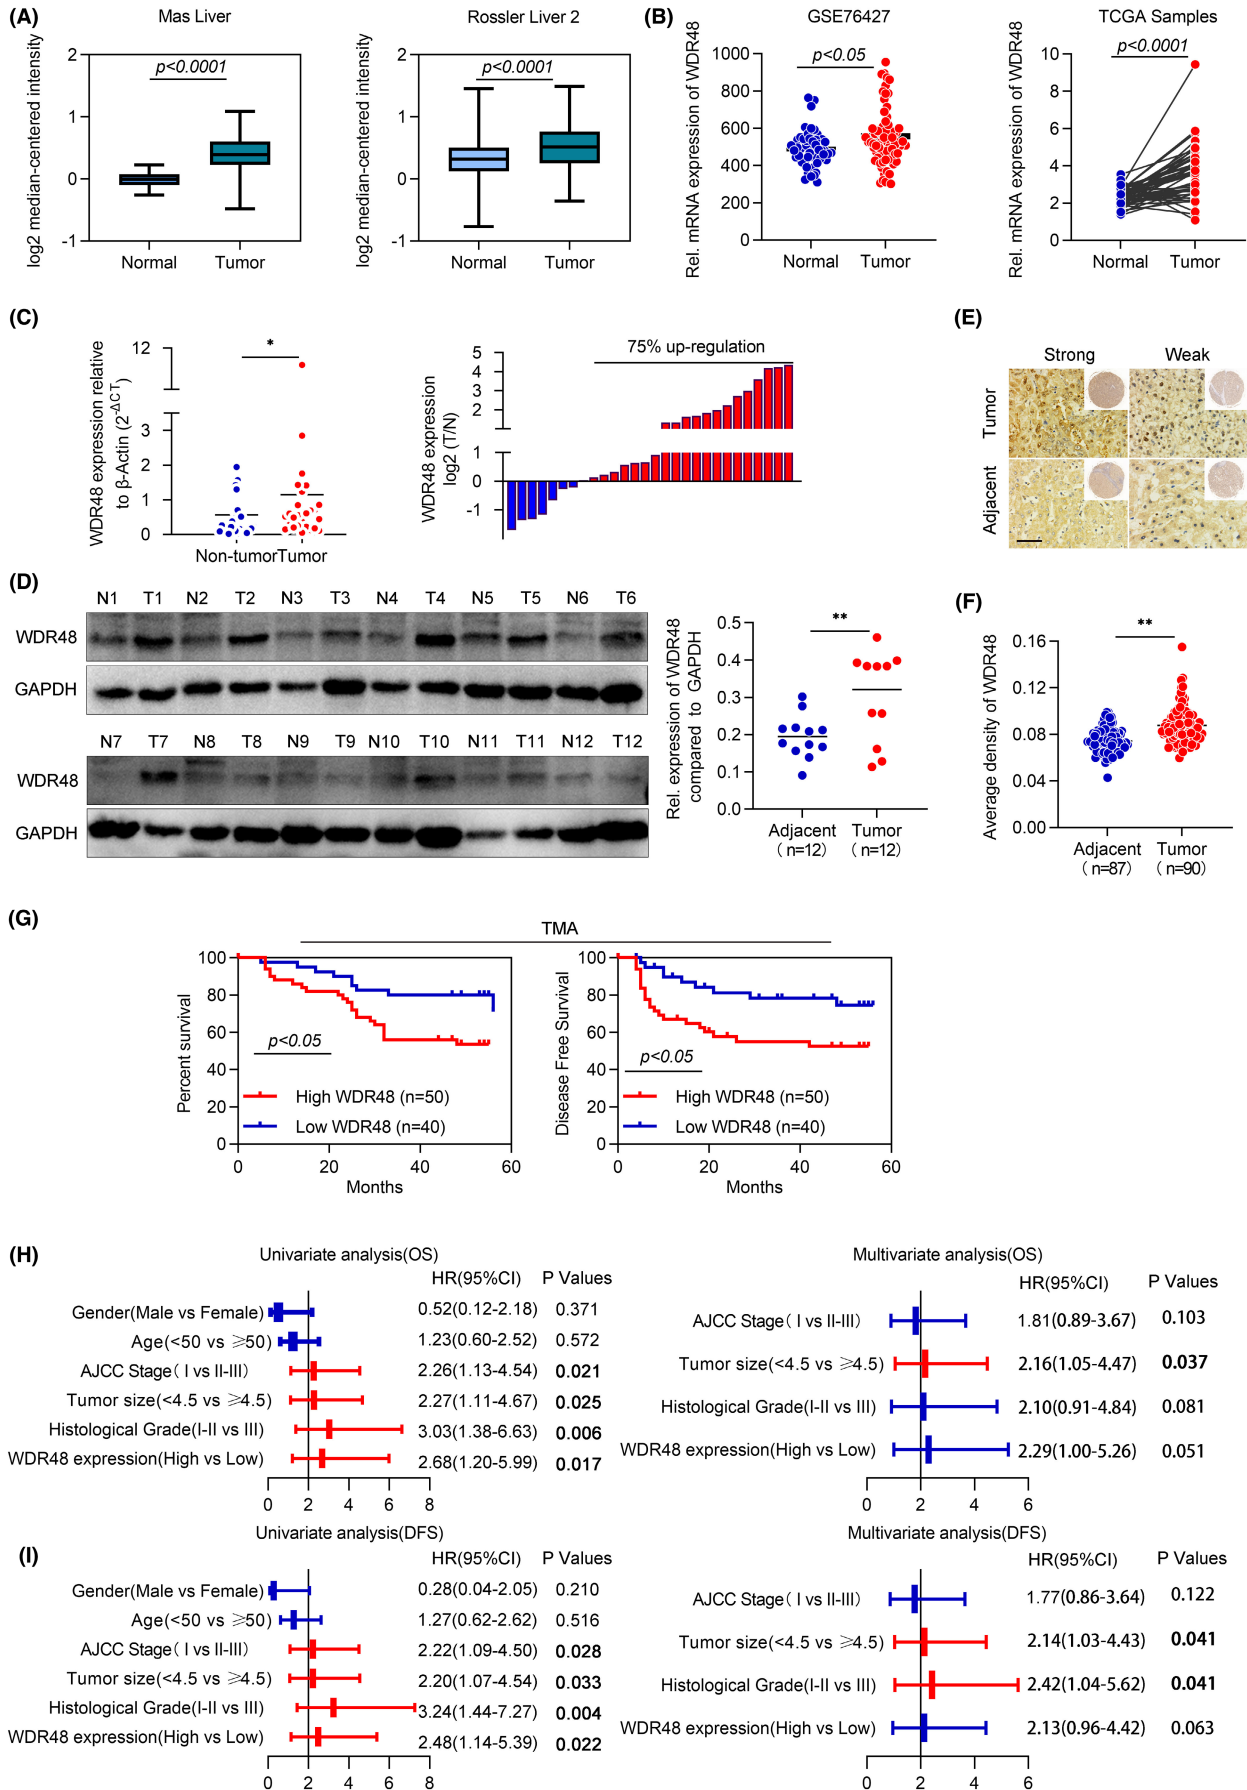 (A)
Mas Liver
log2 median-centered intensity
2
1
0
-1
p<0.0001
Normal Tumor
Rossler Liver 2
log2 median-centered intensity
2
1
0
-1
p<0.0001
Normal Tumor
(B)
GSE76427
Rel. mRNA expression of WDR48
1000
800
600
400
200
0
p<0.05
Normal Tumor
TCGA Samples
Rel. mRNA expression of WDR48
10
8
6
4
2
0
p<0.0001
Normal Tumor
(C)
WDR48 expression relative
to β-Actin (2^-ΔCT)
12
3
2
1
0
*
Non-tumor Tumor
WDR48 expression
log2 (T/N)
5
4
3
2
1
0
-1
75% up-regulation
(E)
Strong Weak
Tumor
Adjacent
(D)
N1 T1 N2 T2 N3 T3 N4 T4 N5 T5 N6 T6
WDR48
GAPDH
N7 T7 N8 T8 N9 T9 N10 T10 N11 T11 N12 T12
WDR48
GAPDH
Rel. expression of WDR48
compared to GAPDH
0.5
0.4
0.3
0.2
0.1
0.0
**
Adjacent Tumor
(n=12) (n=12)
(F)
Average density of WDR48
0.16
0.12
0.08
0.04
0.00
**
Adjacent Tumor
(n=87) (n=90)
(G)
TMA
Percent survival
100
80
60
40
20
0
p<0.05
High WDR48 (n=50)
Low WDR48 (n=40)
0 20 40 60
Months
Disease Free Survival
100
80
60
40
20
0
p<0.05
High WDR48 (n=50)
Low WDR48 (n=40)
0 20 40 60
Months
(H)
Univariate analysis(OS)
HR(95%CI) P Values
Gender(Male vs Female) 0.52(0.12-2.18) 0.371
Age(<50 vs ≥50) 1.23(0.60-2.52) 0.572
AJCC Stage(I vs II-III) 2.26(1.13-4.54) 0.021
Tumor size(<4.5 vs ≥4.5) 2.27(1.11-4.67) 0.025
Histological Grade(I-II vs III) 3.03(1.38-6.63) 0.006
WDR48 expression(High vs Low) 2.68(1.20-5.99) 0.017
0 2 4 6 8
Multivariate analysis(OS)
HR(95%CI) P Values
AJCC Stage(I vs II-III) 1.81(0.89-3.67) 0.103
Tumor size(<4.5 vs ≥4.5) 2.16(1.05-4.47) 0.037
Histological Grade(I-II vs III) 2.10(0.91-4.84) 0.081
WDR48 expression(High vs Low) 2.29(1.00-5.26) 0.051
0 2 4 6
(I)
Univariate analysis(DFS)
HR(95%CI) P Values
Gender(Male vs Female) 0.28(0.04-2.05) 0.210
Age(<50 vs ≥50) 1.27(0.62-2.62) 0.516
AJCC Stage(I vs II-III) 2.22(1.09-4.50) 0.028
Tumor size(<4.5 vs ≥4.5) 2.20(1.07-4.54) 0.033
Histological Grade(I-II vs III) 3.24(1.44-7.27) 0.004
WDR48 expression(High vs Low) 2.48(1.14-5.39) 0.022
0 2 4 6 8
Multivariate analysis(DFS)
HR(95%CI) P Values
AJCC Stage(I vs II-III) 1.77(0.86-3.64) 0.122
Tumor size(<4.5 vs ≥4.5) 2.14(1.03-4.43) 0.041
Histological Grade(I-II vs III) 2.42(1.04-5.62) 0.041
WDR48 expression(High vs Low) 2.13(0.96-4.42) 0.063
0 2 4 6